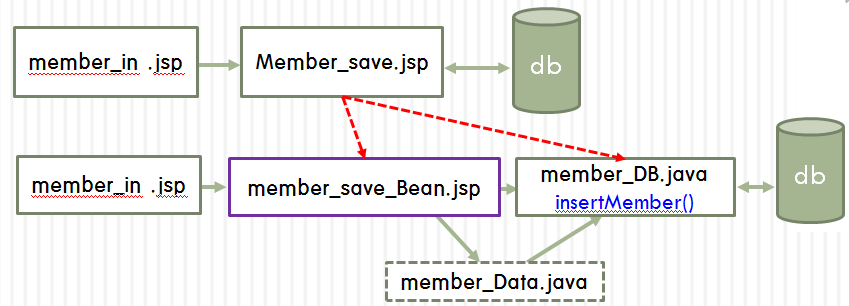 member_in .jsp
Member_save.jsp
db
member_in .jsp
member_save_Bean.jsp
member_DB.java
insertMember()
db
member_Data.java